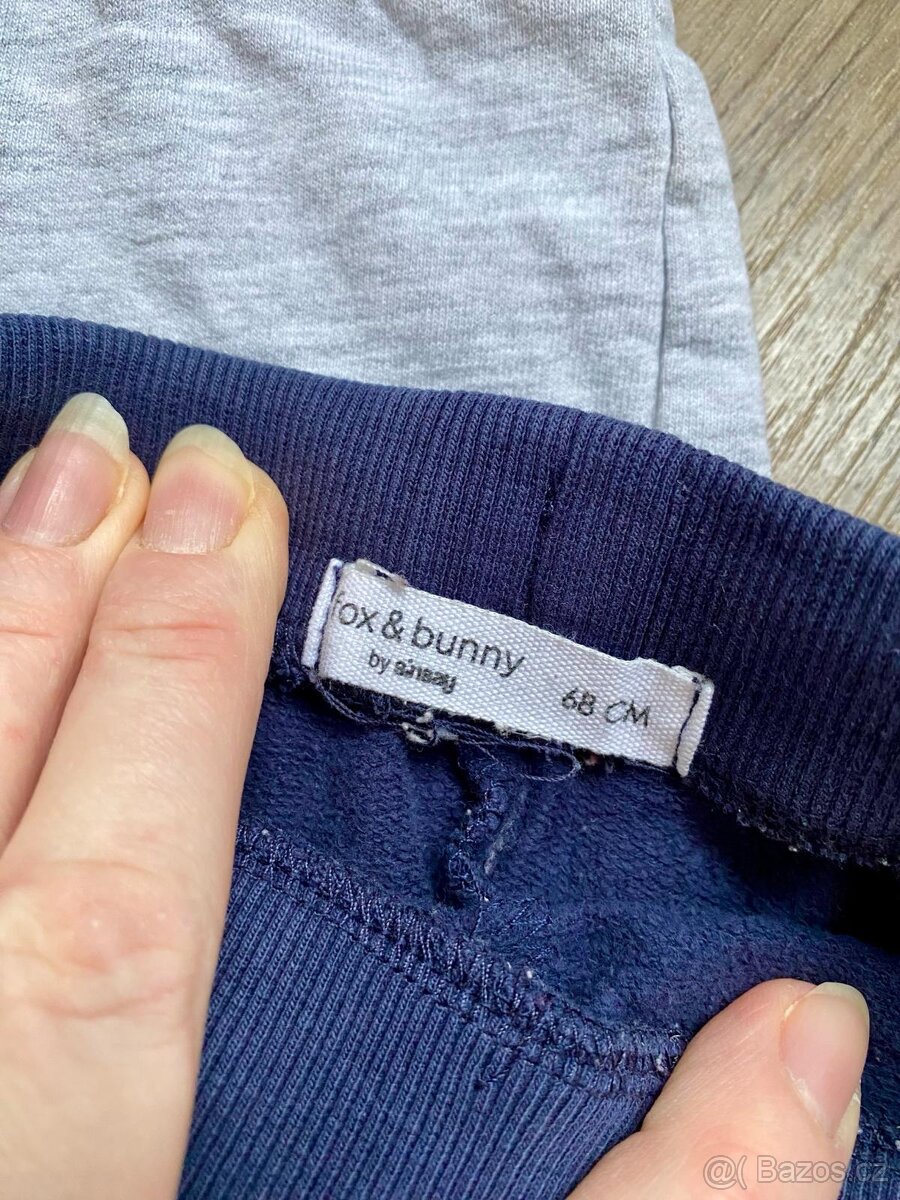 fox & bunny
by sinsay
68 CM
@( Bazos.cz